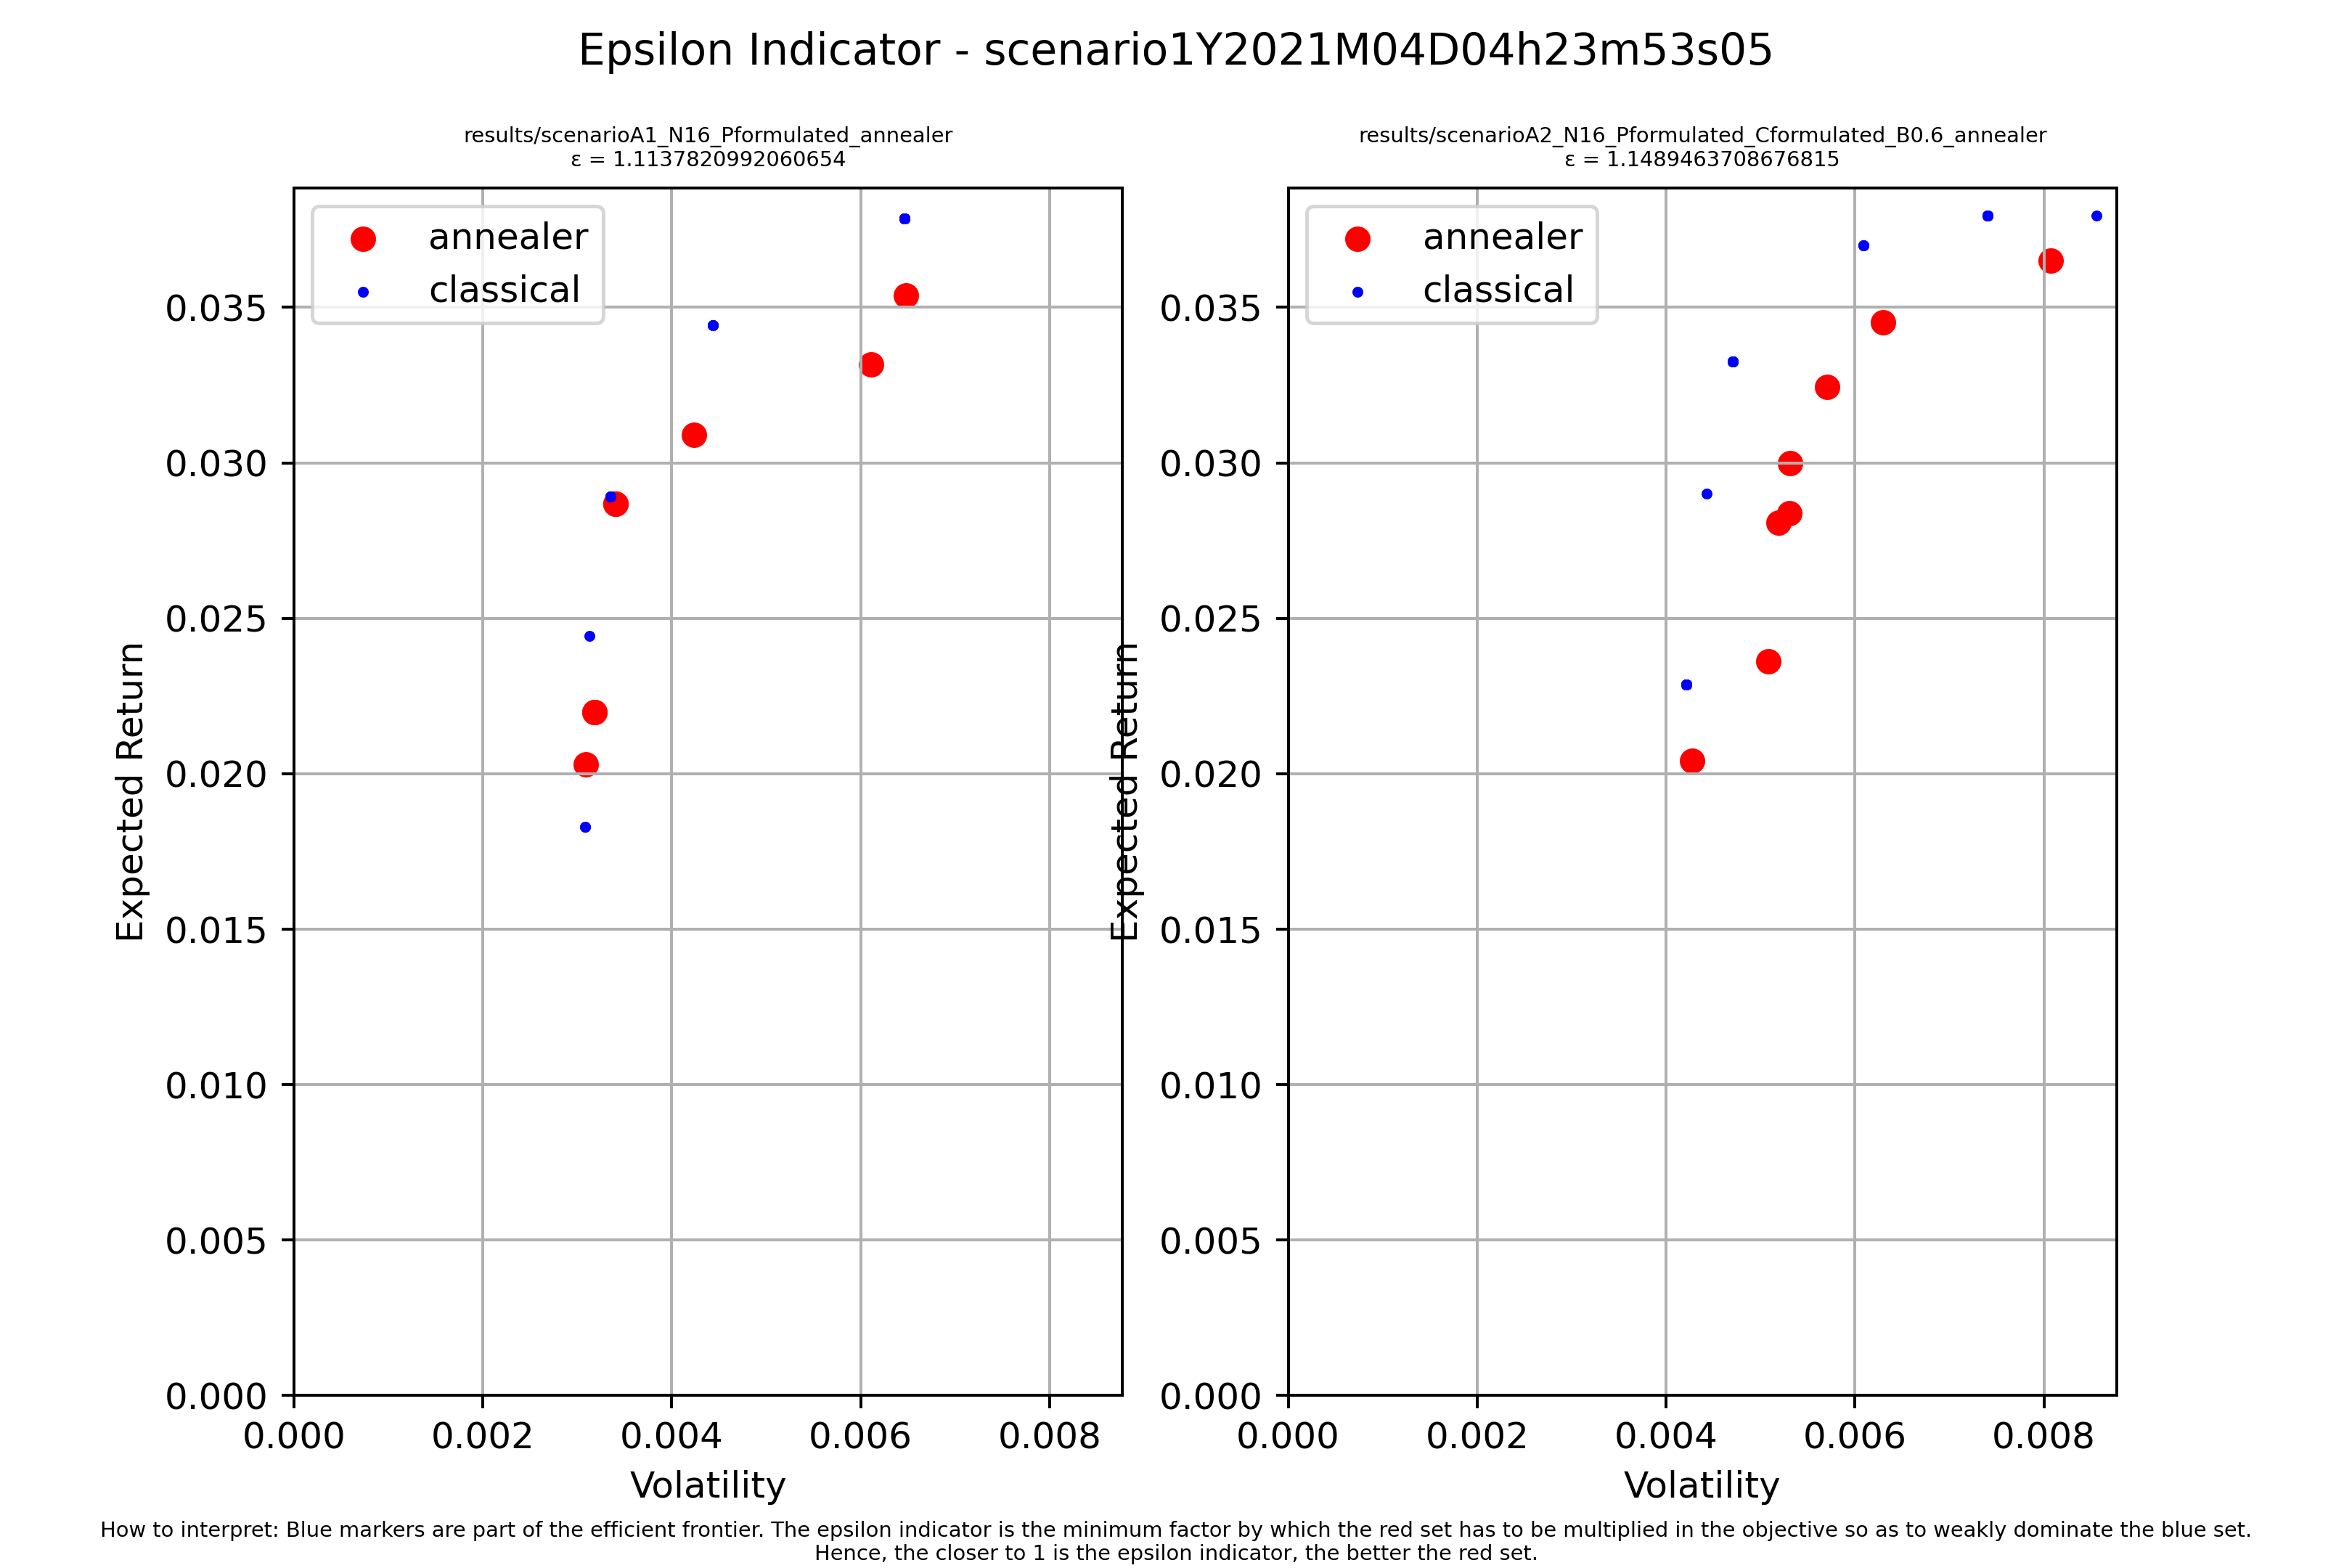 Epsilon Indicator - scenario1Y2021M04D04h23m53s05
results/scenarioA1_N16_Pformulated_annealer
ε = 1.1137820992060654
annealer
classical
0.035
0.030
0.025
0.020
0.015
0.010
0.005
0.000
Expected Return
0.000 0.002 0.004 0.006 0.008
Volatility
results/scenarioA2_N16_Pformulated_Cformulated_B0.6_annealer
ε = 1.1489463708676815
annealer
classical
0.035
0.030
0.025
0.020
0.015
0.010
0.005
0.000
Expected Return
0.000 0.002 0.004 0.006 0.008
Volatility
How to interpret: Blue markers are part of the efficient frontier. The epsilon indicator is the minimum factor by which the red set has to be multiplied in the objective so as to weakly dominate the blue set.
Hence, the closer to 1 is the epsilon indicator, the better the red set.